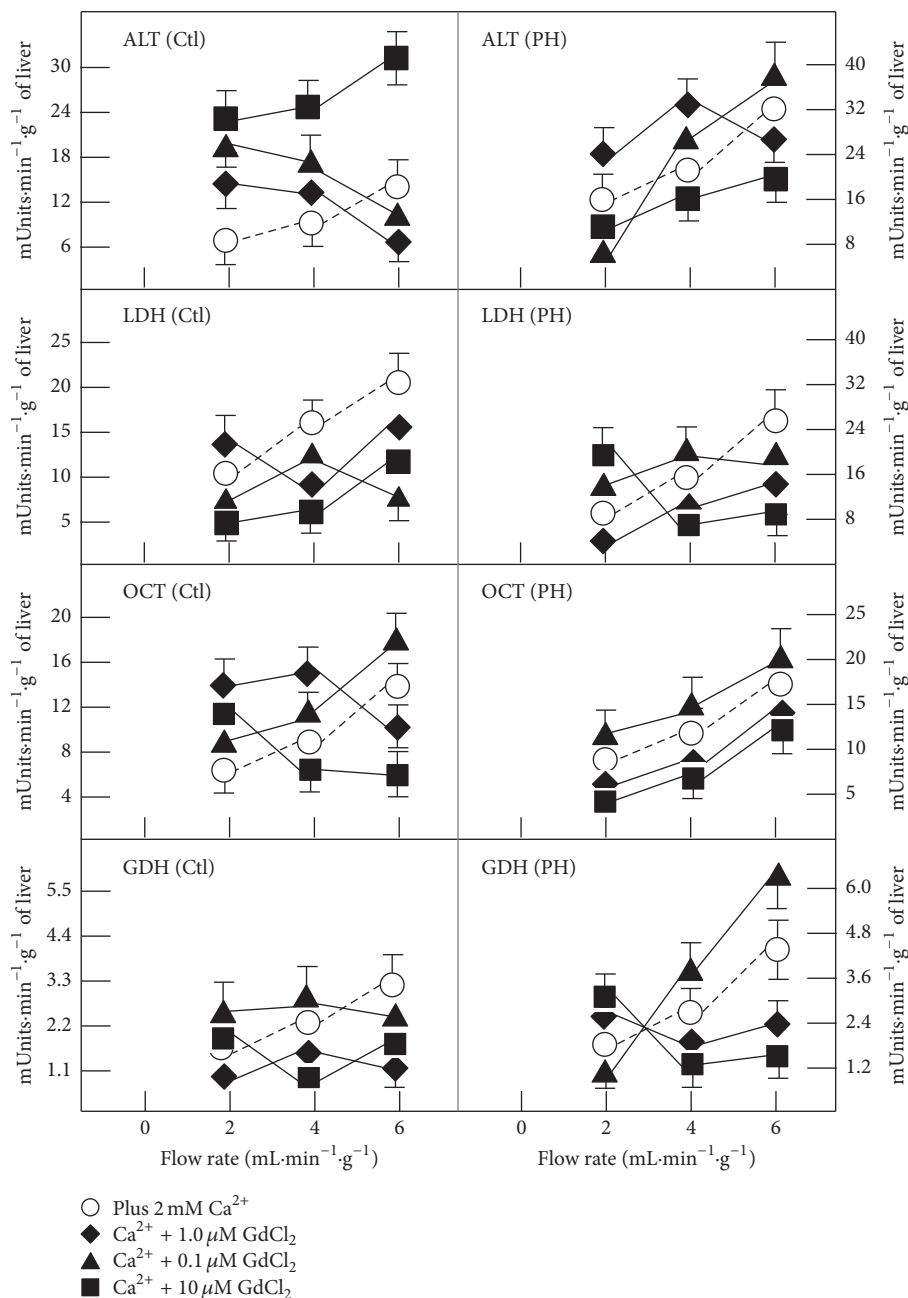 ALT (Ctl)
ALT (PH)
mUnits·min⁻¹·g⁻¹ of liver
30
24
18
12
6
40
32
24
16
8
mUnits·min⁻¹·g⁻¹ of liver
LDH (Ctl)
LDH (PH)
mUnits·min⁻¹·g⁻¹ of liver
25
20
15
10
5
40
32
24
16
8
mUnits·min⁻¹·g⁻¹ of liver
OCT (Ctl)
OCT (PH)
mUnits·min⁻¹·g⁻¹ of liver
20
16
12
8
4
25
20
15
10
5
mUnits·min⁻¹·g⁻¹ of liver
GDH (Ctl)
GDH (PH)
mUnits·min⁻¹·g⁻¹ of liver
5.5
4.4
3.3
2.2
1.1
6.0
4.8
3.6
2.4
1.2
mUnits·min⁻¹·g⁻¹ of liver
0 2 4 6
0 2 4 6
Flow rate (mL·min⁻¹·g⁻¹)
Flow rate (mL·min⁻¹·g⁻¹)
Plus 2 mM Ca²⁺
Ca²⁺ + 1.0 μM GdCl₂
Ca²⁺ + 0.1 μM GdCl₂
Ca²⁺ + 10 μM GdCl₂